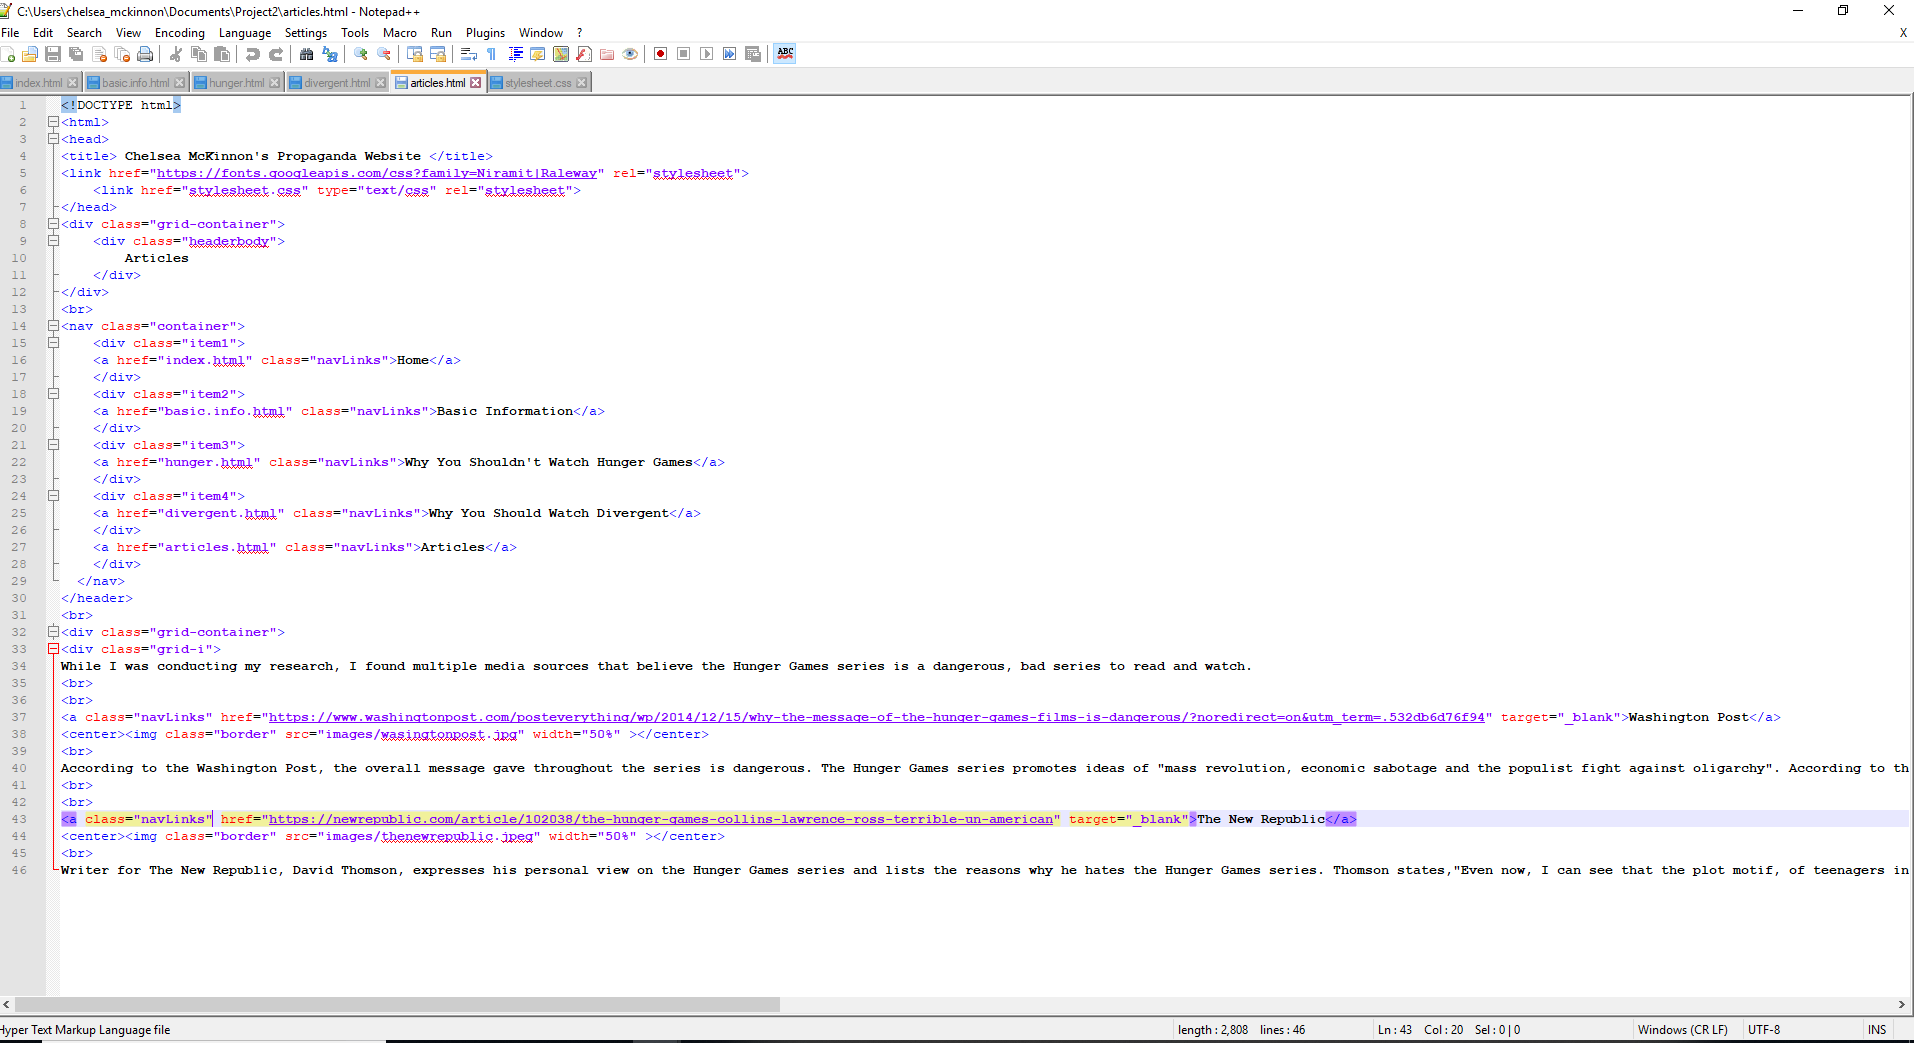 C:\Users\chelsea_mckinnon\Documents\Project2\articles.html - Notepad++
File Edit Search View Encoding Language Settings Tools Macro Run Plugins Window ? X
ABC
index.html basic.info.html hunger.html divergent.html articles.html stylesheet.css
1 <!DOCTYPE html>
2 <html>
3 <head>
4 <title> Chelsea McKinnon's Propaganda Website </title>
5 <link href="https://fonts.googleapis.com/css?family=Niramit|Raleway" rel="stylesheet">
6 <link href="stylesheet.css" type="text/css" rel="stylesheet">
7 </head>
8 <div class="grid-container">
9 <div class="headerbody">
10 Articles
11 </div>
12 </div>
13 <br>
14 <nav class="container">
15 <div class="item1">
16 <a href="index.html" class="navLinks">Home</a>
17 </div>
18 <div class="item2">
19 <a href="basic.info.html" class="navLinks">Basic Information</a>
20 </div>
21 <div class="item3">
22 <a href="hunger.html" class="navLinks">Why You Shouldn't Watch Hunger Games</a>
23 </div>
24 <div class="item4">
25 <a href="divergent.html" class="navLinks">Why You Should Watch Divergent</a>
26 </div>
27 <a href="articles.html" class="navLinks">Articles</a>
28 </div>
29 </nav>
30 </header>
31 <br>
32 <div class="grid-container">
33 <div class="grid-i">
34 While I was conducting my research, I found multiple media sources that believe the Hunger Games series is a dangerous, bad series to read and watch.
35 <br>
36 <br>
37 <a class="navLinks" href="https://www.washingtonpost.com/posteverything/wp/2014/12/15/why-the-message-of-the-hunger-games-films-is-dangerous/?noredirect=on&utm_term=.532db6d76f94" target="_blank">Washington Post</a>
38 <center><img class="border" src="images/wasingtonpost.jpg" width="50%" ></center>
39 <br>
40 According to the Washington Post, the overall message gave throughout the series is dangerous. The Hunger Games series promotes ideas of "mass revolution, economic sabotage and the populist fight against oligarchy". According to th
41 <br>
42 <br>
43 <a class="navLinks" href="https://newrepublic.com/article/102038/the-hunger-games-collins-lawrence-ross-terrible-un-american" target="_blank">The New Republic</a>
44 <center><img class="border" src="images/thenewrepublic.jpeg" width="50%" ></center>
45 <br>
46 Writer for The New Republic, David Thomson, expresses his personal view on the Hunger Games series and lists the reasons why he hates the Hunger Games series. Thomson states,"Even now, I can see that the plot motif, of teenagers in
Hyper Text Markup Language file length : 2,808 lines : 46 Ln : 43 Col : 20 Sel : 0 | 0 Windows (CR LF) UTF-8 INS